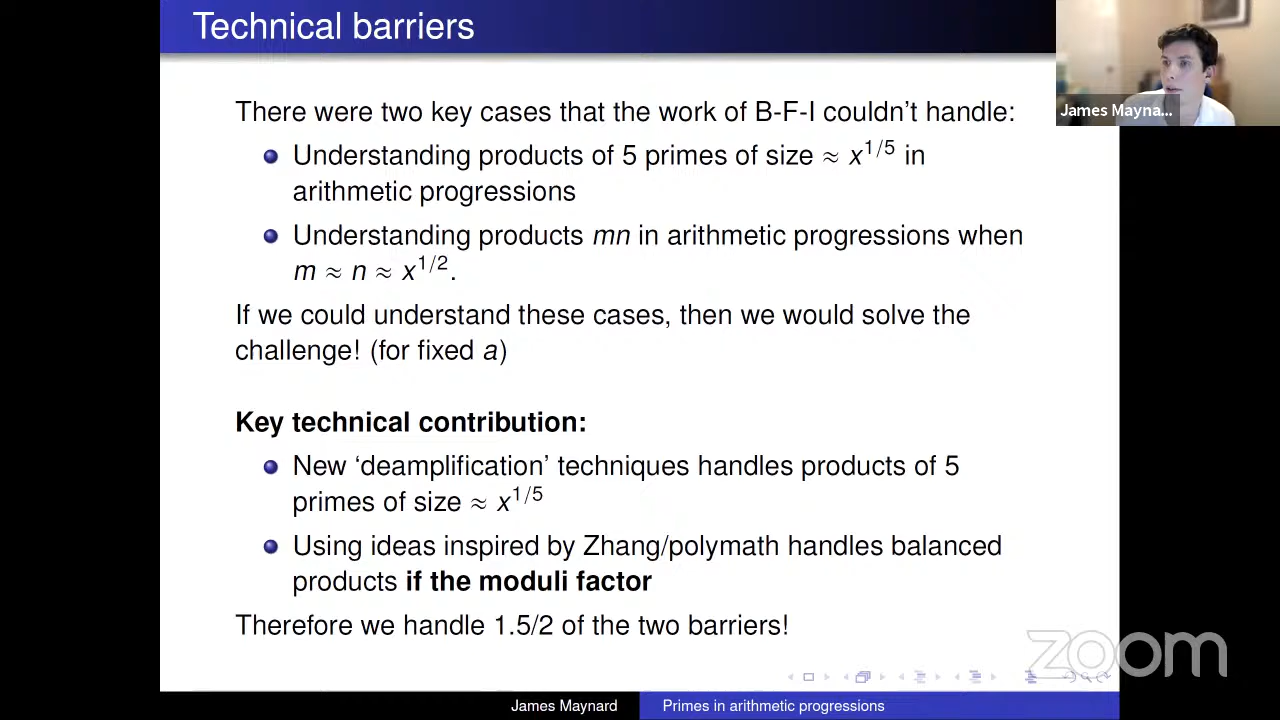 Technical barriers
James Mayna...
There were two key cases that the work of B-F-I couldn't handle:
Understanding products of 5 primes of size ≈ x^{1/5} in
arithmetic progressions
Understanding products mn in arithmetic progressions when
m ≈ n ≈ x^{1/2}.
If we could understand these cases, then we would solve the
challenge! (for fixed a)
Key technical contribution:
New ‘deamplification’ techniques handles products of 5
primes of size ≈ x^{1/5}
Using ideas inspired by Zhang/polymath handles balanced
products if the moduli factor
Therefore we handle 1.5/2 of the two barriers!
zoom
James Maynard
Primes in arithmetic progressions